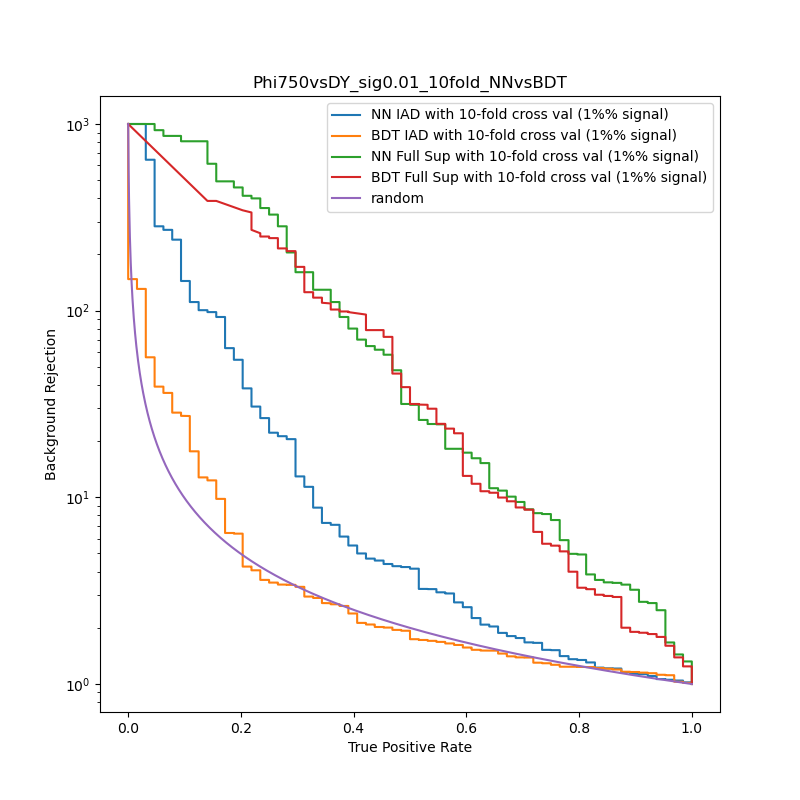 Phi750vsDY_sig0.01_10fold_NNvsBDT
NN IAD with 10-fold cross val (1%% signal)
BDT IAD with 10-fold cross val (1%% signal)
NN Full Sup with 10-fold cross val (1%% signal)
BDT Full Sup with 10-fold cross val (1%% signal)
random
Background Rejection
10³
10²
10¹
10⁰
0.0 0.2 0.4 0.6 0.8 1.0
True Positive Rate